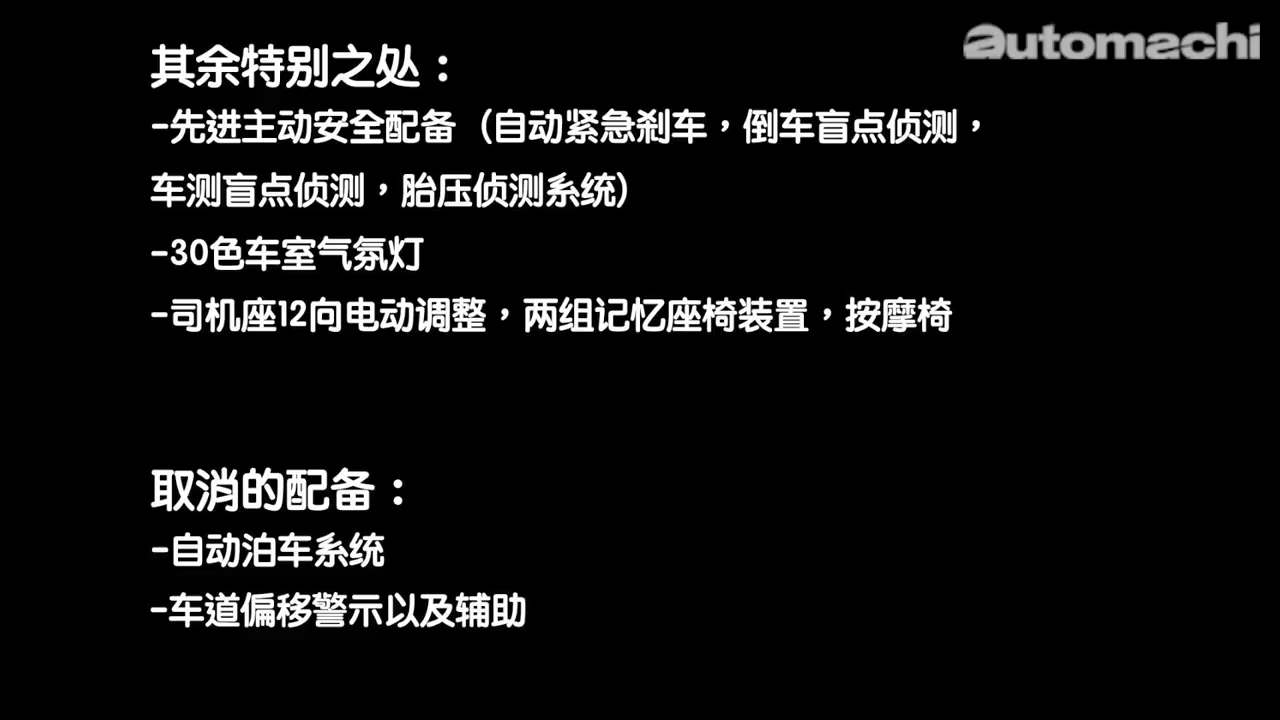 automachi
其余特别之处：
-先进主动安全配备（自动紧急刹车，倒车盲点侦测，
车测盲点侦测，胎压侦测系统）
-30色车室气氛灯
-司机座12向电动调整，两组记忆座椅装置，按摩椅
取消的配备：
-自动泊车系统
-车道偏移警示以及辅助